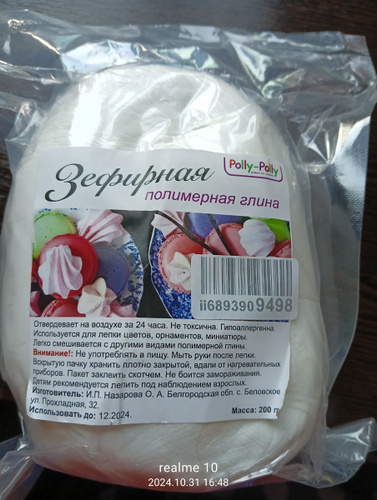 Polly-Polly
Зефирная
полимерная глина
ii689390 9498
Отвердевает на воздухе за 24 часа. Не токсична. Гипоаллергенна.
Используется для лепки цветов, орнаментов, миниатюры.
Легко смешивается с другими видами полимерной глины.
Внимание!: Не употреблять в пищу. Мыть руки после лепки.
Вскрытую пачку хранить плотно закрытой, вдали от нагревательных
приборов. Пакет заклеить скотчем. Не боится замораживания.
Детям рекомендуется лепить под наблюдением взрослых.
Изготовитель: И.П. Назарова О. А. Белгородская обл. с. Беловское
ул. Прохладная, 32.
Использовать до: 12.2024.
Масса: 200 гр
realme 10
2024.10.31 16:48